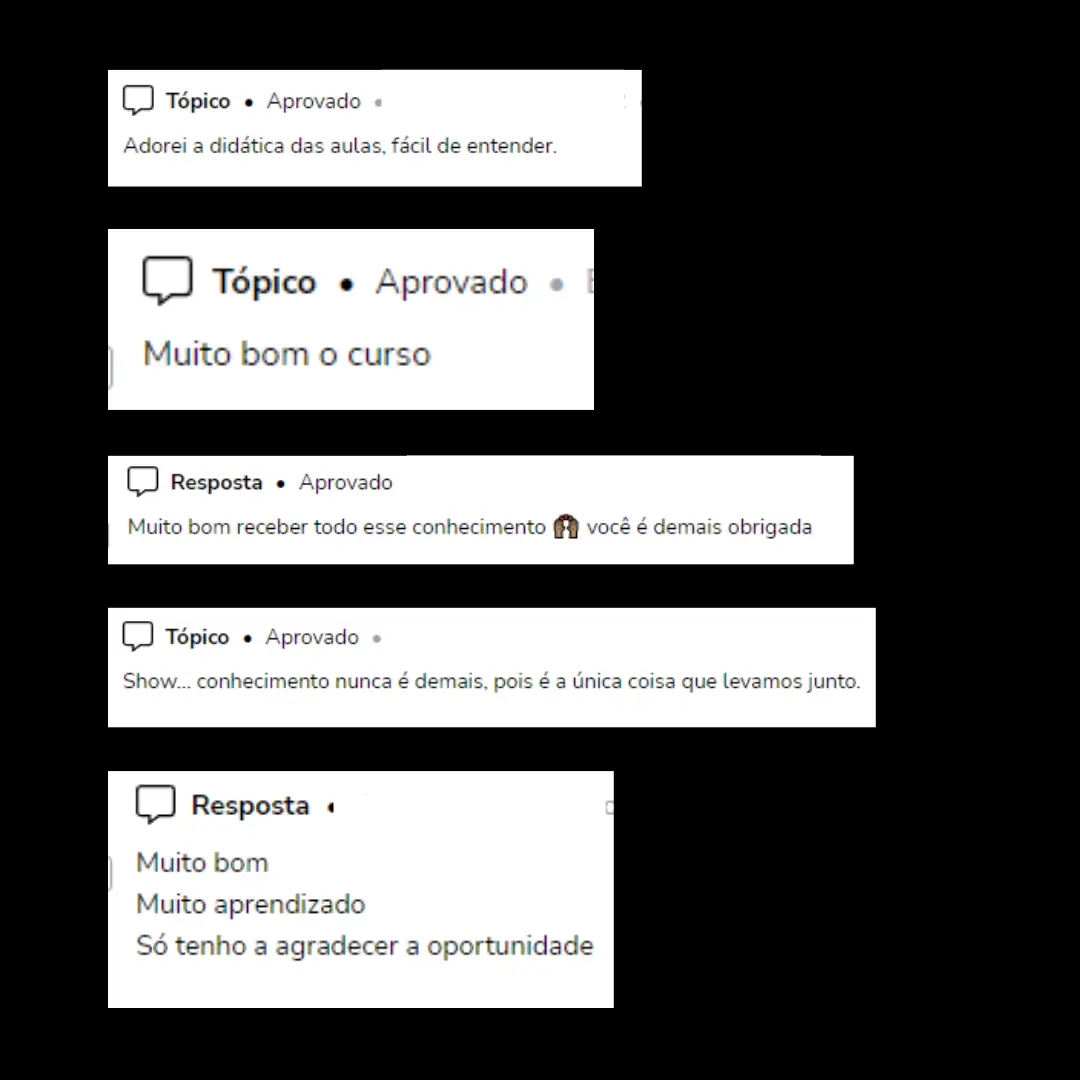 Tópico • Aprovado •
Adorei a didática das aulas, fácil de entender.
Tópico • Aprovado •
Muito bom o curso
Resposta • Aprovado
Muito bom receber todo esse conhecimento 🙌🏾 você é demais obrigada
Tópico • Aprovado •
Show... conhecimento nunca é demais, pois é a única coisa que levamos junto.
Resposta •
Muito bom
Muito aprendizado
Só tenho a agradecer a oportunidade